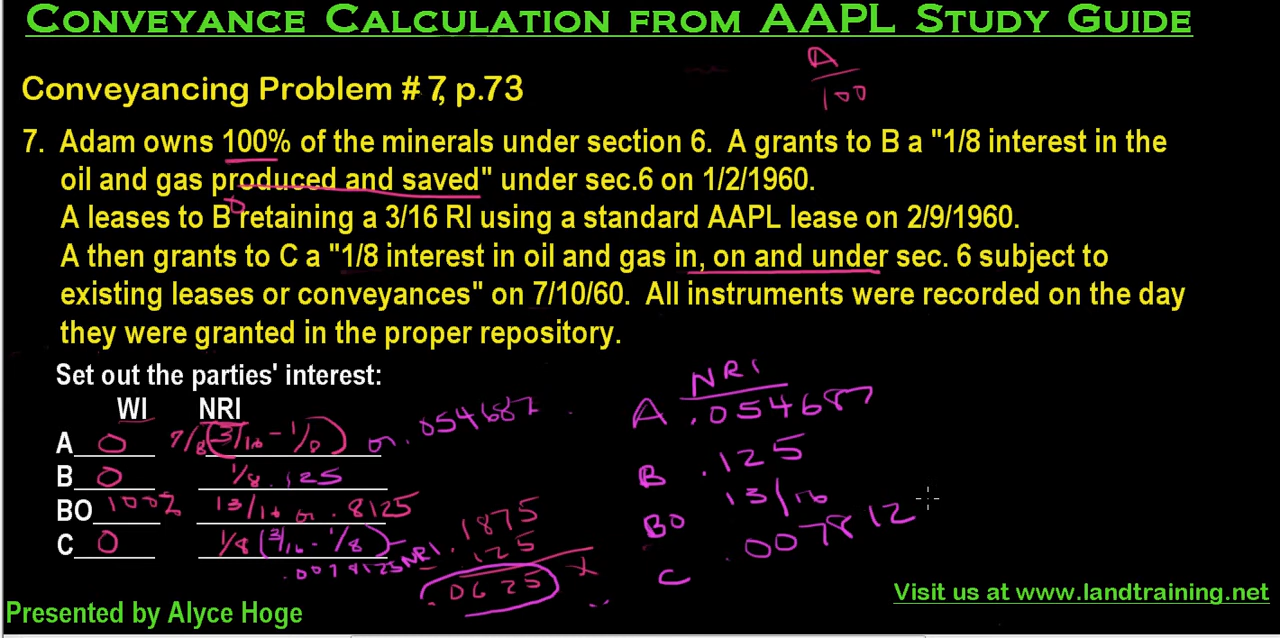 CONVEYANCE CALCULATION FROM AAPL STUDY GUIDE
A
100
Conveyancing Problem # 7, p.73
7. Adam owns 100% of the minerals under section 6. A grants to B a "1/8 interest in the
oil and gas produced and saved" under sec.6 on 1/2/1960.
A leases to BO retaining a 3/16 RI using a standard AAPL lease on 2/9/1960.
A then grants to C a "1/8 interest in oil and gas in, on and under sec. 6 subject to
existing leases or conveyances" on 7/10/60. All instruments were recorded on the day
they were granted in the proper repository.
Set out the parties' interest:
WI NRI
A 0 7/8 (3/16 - 1/8) or .054687
B 0 1/8 .125
BO 100% 13/16 or .8125
C 0 1/8 (3/16 - 1/8)
.0078125 NRI
.1875
.125
.0625
NRI
A .054687
B .125
BO 13/16
C .007812
Visit us at www.landtraining.net
Presented by Alyce Hoge